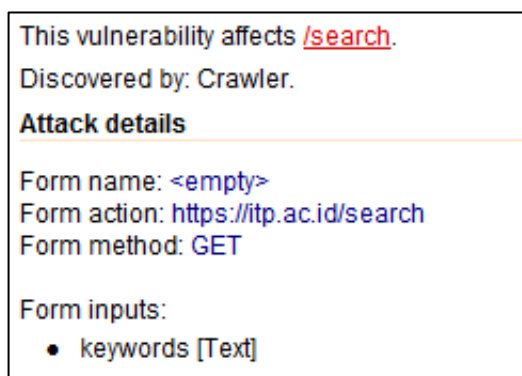 This vulnerability affects /search.
Discovered by: Crawler.
Attack details
Form name: <empty>
Form action: https://itp.ac.id/search
Form method: GET
Form inputs:
• keywords [Text]